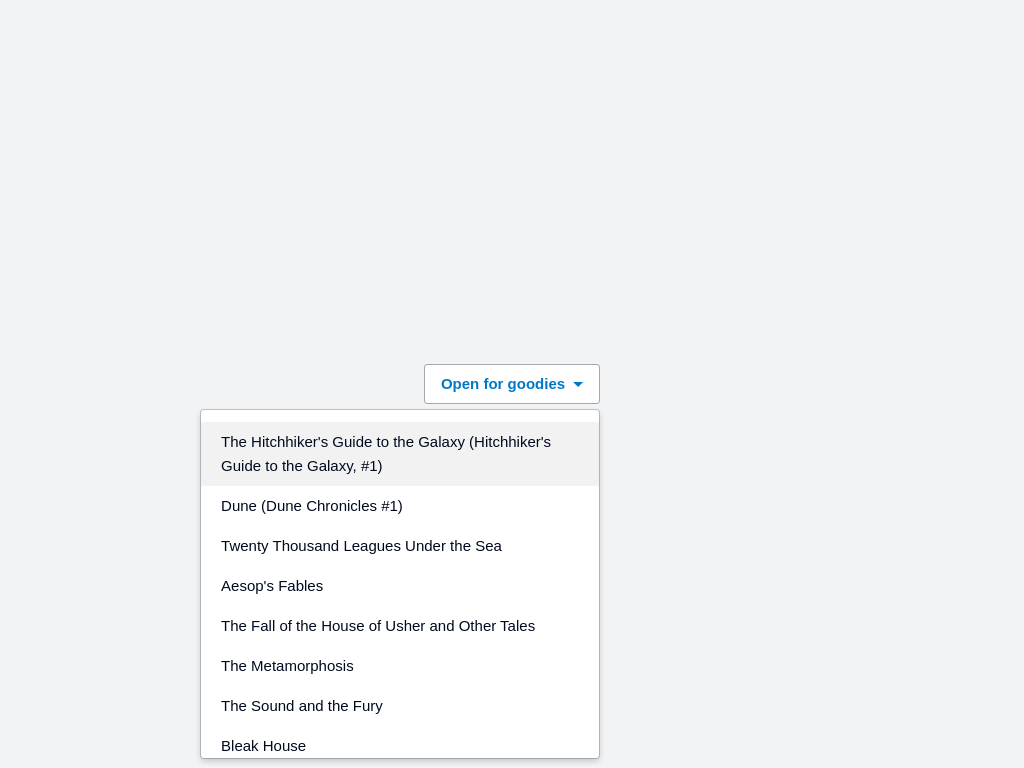 Open for goodies
The Hitchhiker's Guide to the Galaxy (Hitchhiker's
Guide to the Galaxy, #1)
Dune (Dune Chronicles #1)
Twenty Thousand Leagues Under the Sea
Aesop's Fables
The Fall of the House of Usher and Other Tales
The Metamorphosis
The Sound and the Fury
Bleak House